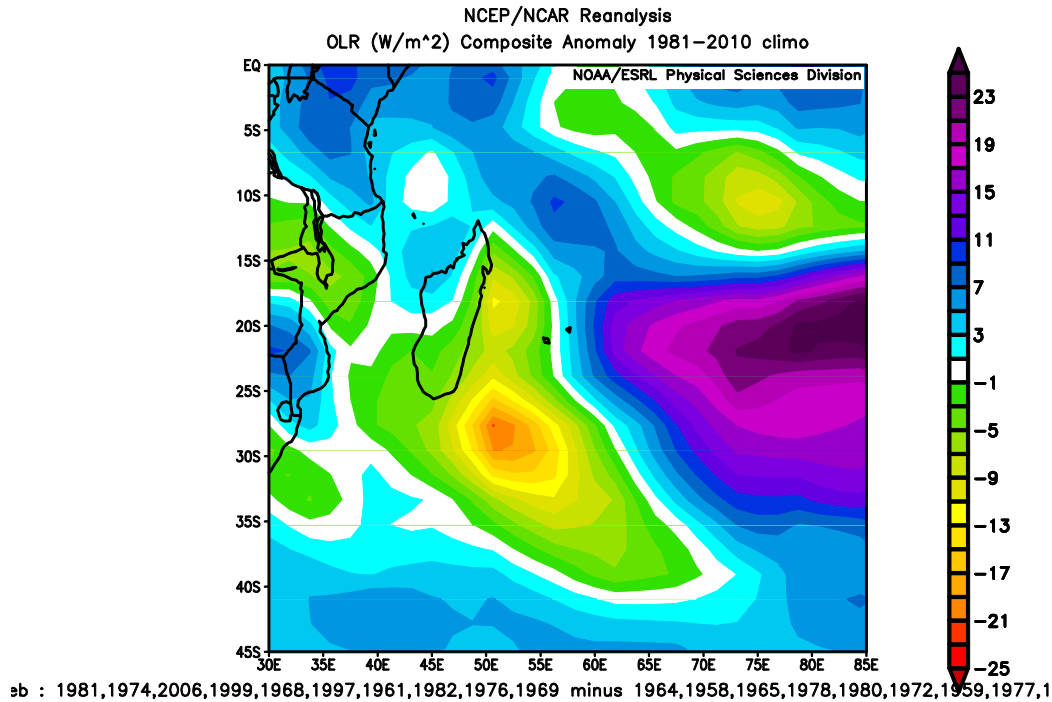 NCEP/NCAR Reanalysis
OLR (W/m^2) Composite Anomaly 1981-2010 climo
NOAA/ESRL Physical Sciences Division
EQ
5S
10S
15S
20S
25S
30S
35S
40S
45S
30E 35E 40E 45E 50E 55E 60E 65E 70E 75E 80E 85E
23
19
15
11
7
3
-1
-5
-9
-13
-17
-21
-25
eb : 1981,1974,2006,1999,1968,1997,1961,1982,1976,1969 minus 1964,1958,1965,1978,1980,1972,1959,1977,1